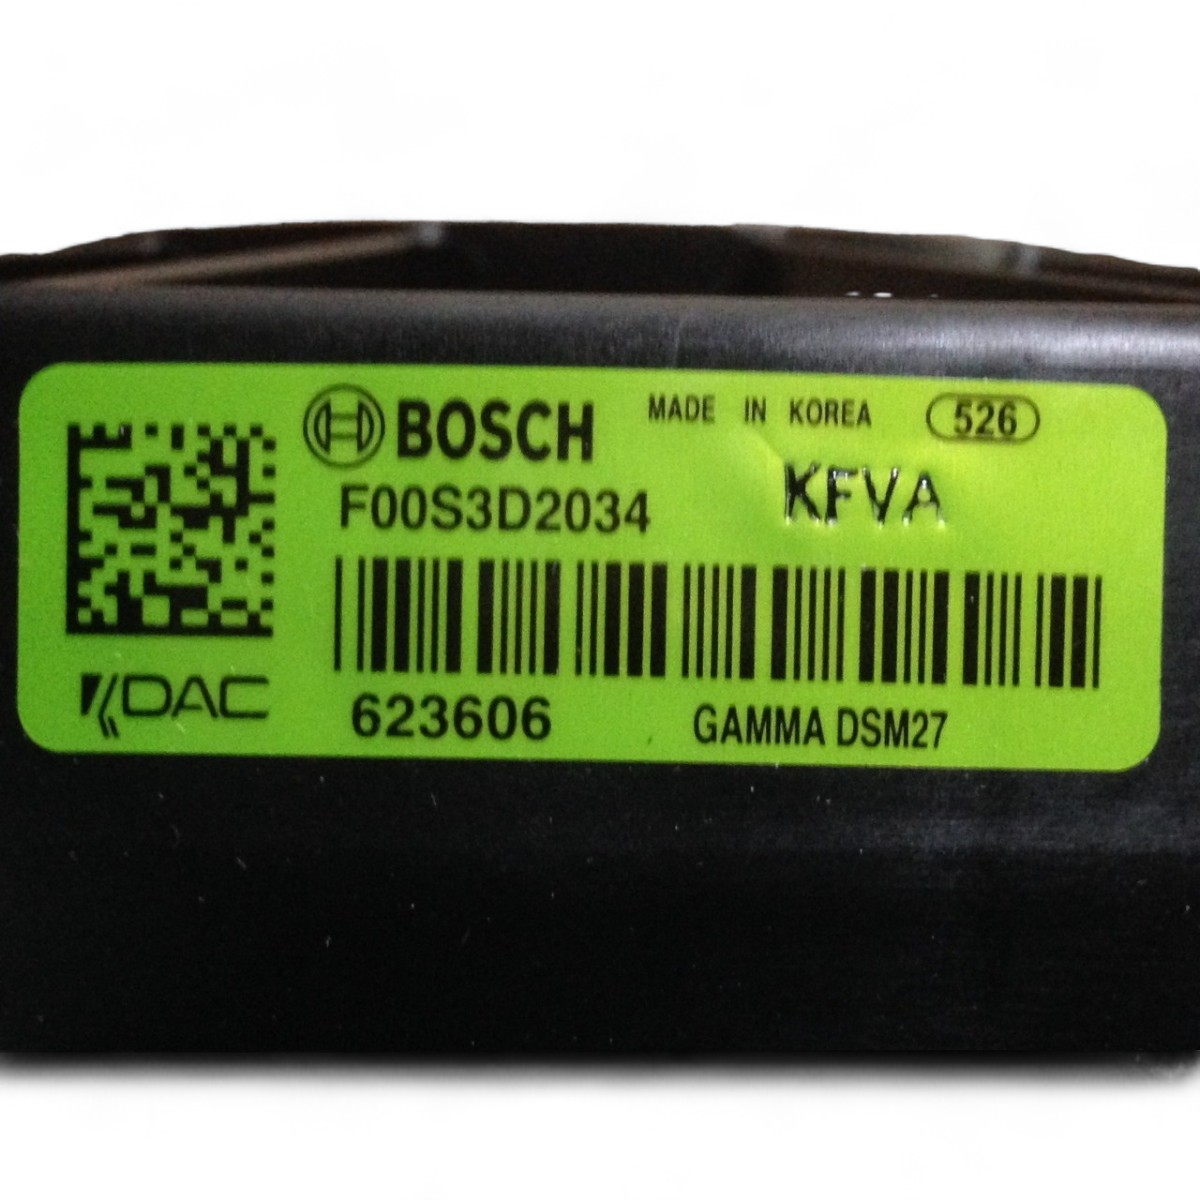 BOSCH MADE IN KOREA 526
F00S3D2034 KFVA
DAC 623606 GAMMA DSM27